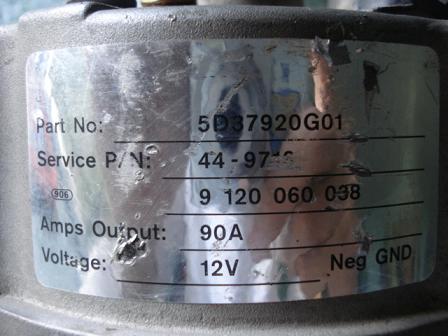 Part No: 5D37920G01
Service P/N:
906 9 120 060 038
Amps Output: 90A
Voltage: 12V Neg GND